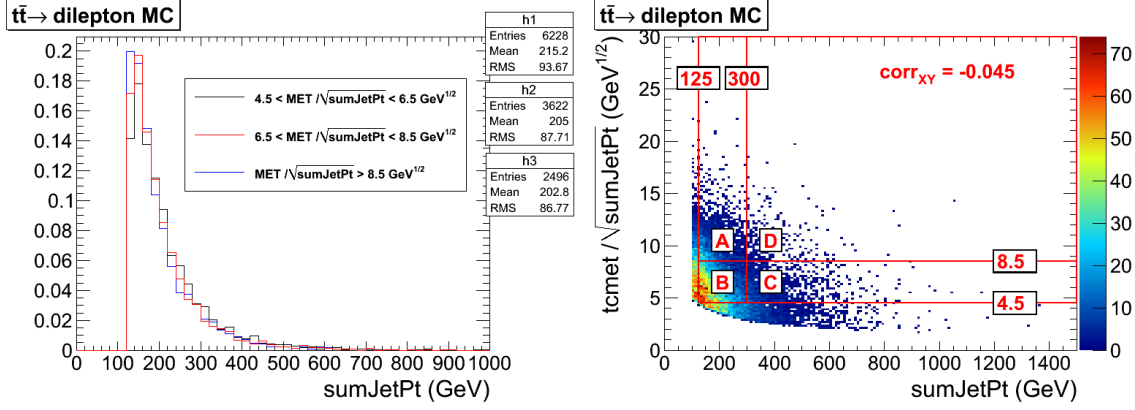 tt̄→ dilepton MC
0.2
0.18
0.16
0.14
0.12
0.1
0.08
0.06
0.04
0.02
0
0 100 200 300 400 500 600 700 800 900 1000
sumJetPt (GeV)
4.5 < MET /√sumJetPt < 6.5 GeV^1/2
6.5 < MET /√sumJetPt < 8.5 GeV^1/2
MET /√sumJetPt > 8.5 GeV^1/2
h1
Entries 6228
Mean 215.2
RMS 93.67
h2
Entries 3622
Mean 205
RMS 87.71
h3
Entries 2496
Mean 202.8
RMS 86.77
tt̄→ dilepton MC
tcmet /√sumJetPt (GeV^1/2)
30
25
20
15
10
5
0
0 200 400 600 800 1000 1200 1400
sumJetPt (GeV)
125 300
corr_XY = -0.045
A D
8.5
B C
4.5
70
60
50
40
30
20
10
0